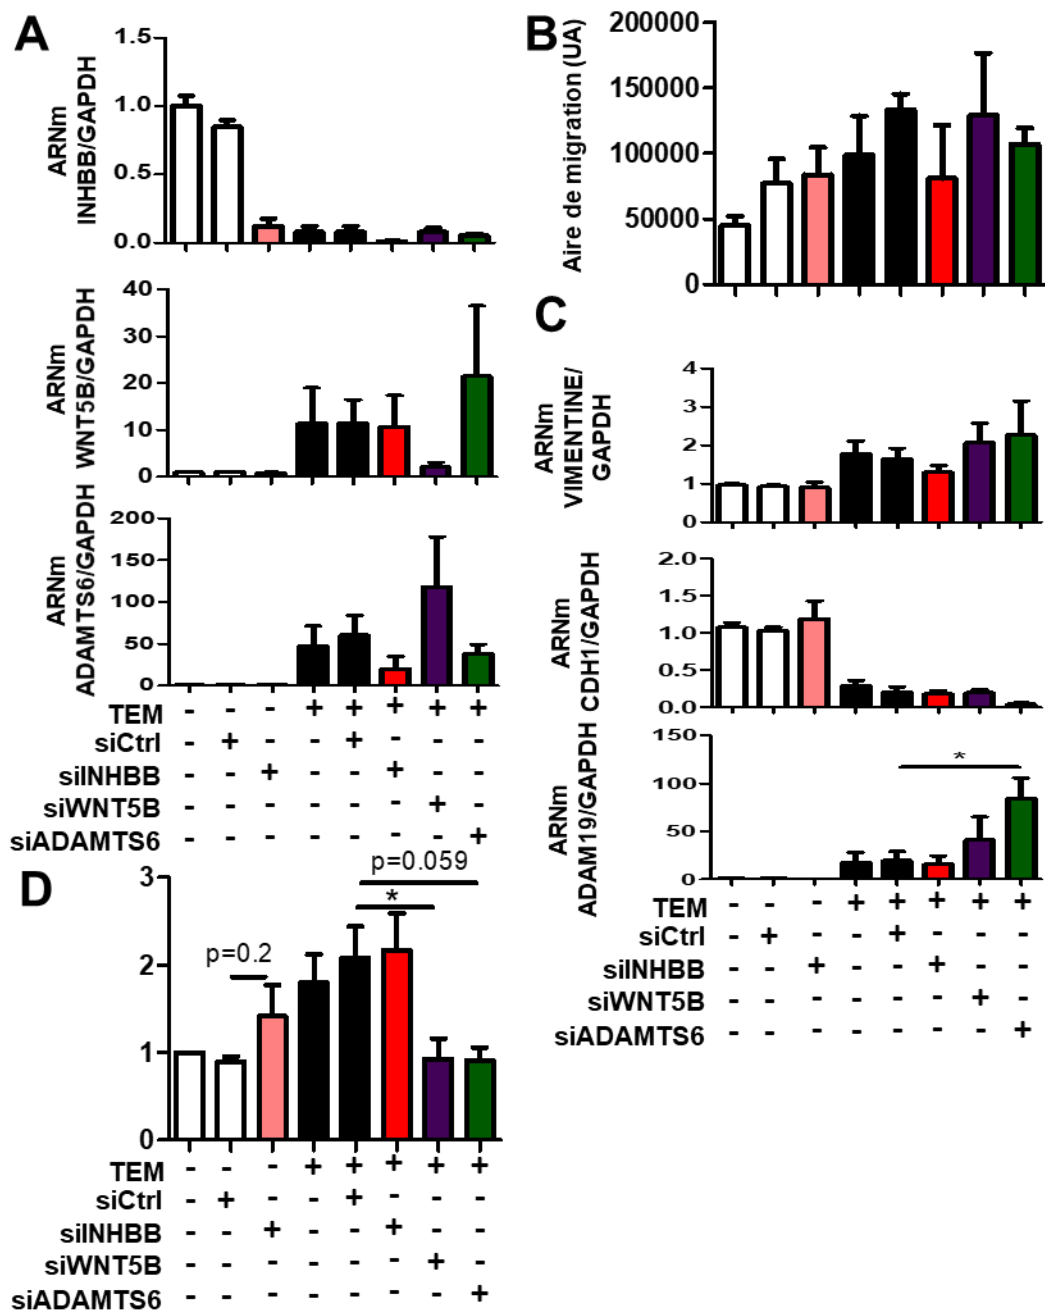 A
ARNm
INHBB/GAPDH
1.5
1.0
0.5
0.0
ARNm
WNT5B/GAPDH
40
30
20
10
0
ARNm
ADAMTS6/GAPDH
200
150
100
50
0
TEM - - - + + + + +
siCtrl - + - - + - - -
siINHBB - - + - - + - -
siWNT5B - - - - - - + -
siADAMTS6 - - - - - - - +
B
Aire de migration (UA)
200000
150000
100000
50000
0
C
ARNm
VIMENTINE/
GAPDH
4
3
2
1
0
ARNm
CDH1/GAPDH
2.0
1.5
1.0
0.5
0.0
ARNm
ADAM19/GAPDH
150
100
50
0
*
TEM - - - + + + + +
siCtrl - + - - + - - -
siINHBB - - + - - + - -
siWNT5B - - - - - - + -
siADAMTS6 - - - - - - - +
D
3
2
1
0
p=0.2
p=0.059
*
TEM - - - + + + + +
siCtrl - + - - + - - -
siINHBB - - + - - + - -
siWNT5B - - - - - - + -
siADAMTS6 - - - - - - - +